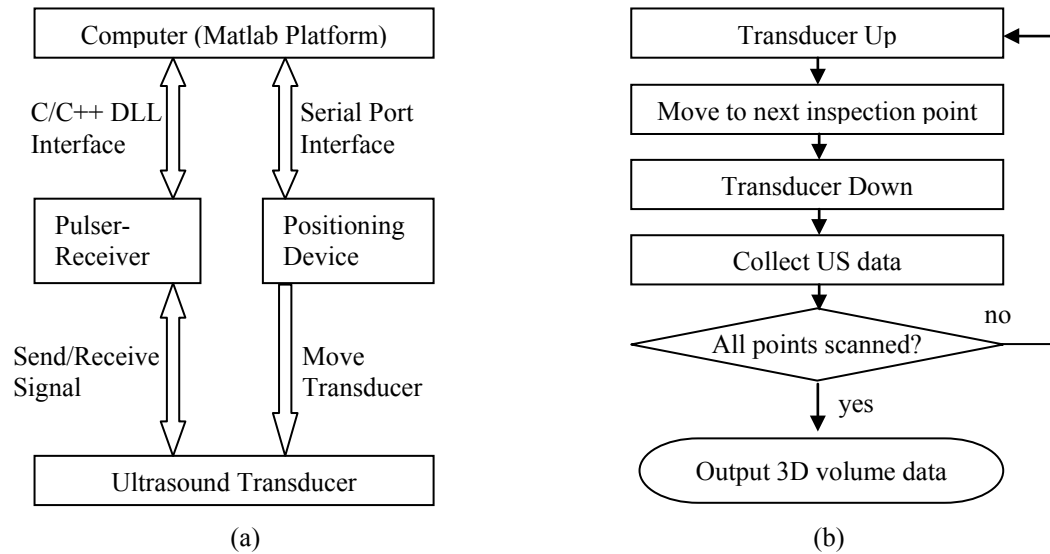 Computer (Matlab Platform)
C/C++ DLL
Interface
Serial Port
Interface
Pulser-
Receiver
Positioning
Device
Send/Receive
Signal
Move
Transducer
Ultrasound Transducer
(a)
Transducer Up
Move to next inspection point
Transducer Down
Collect US data
All points scanned?
no
yes
Output 3D volume data
(b)